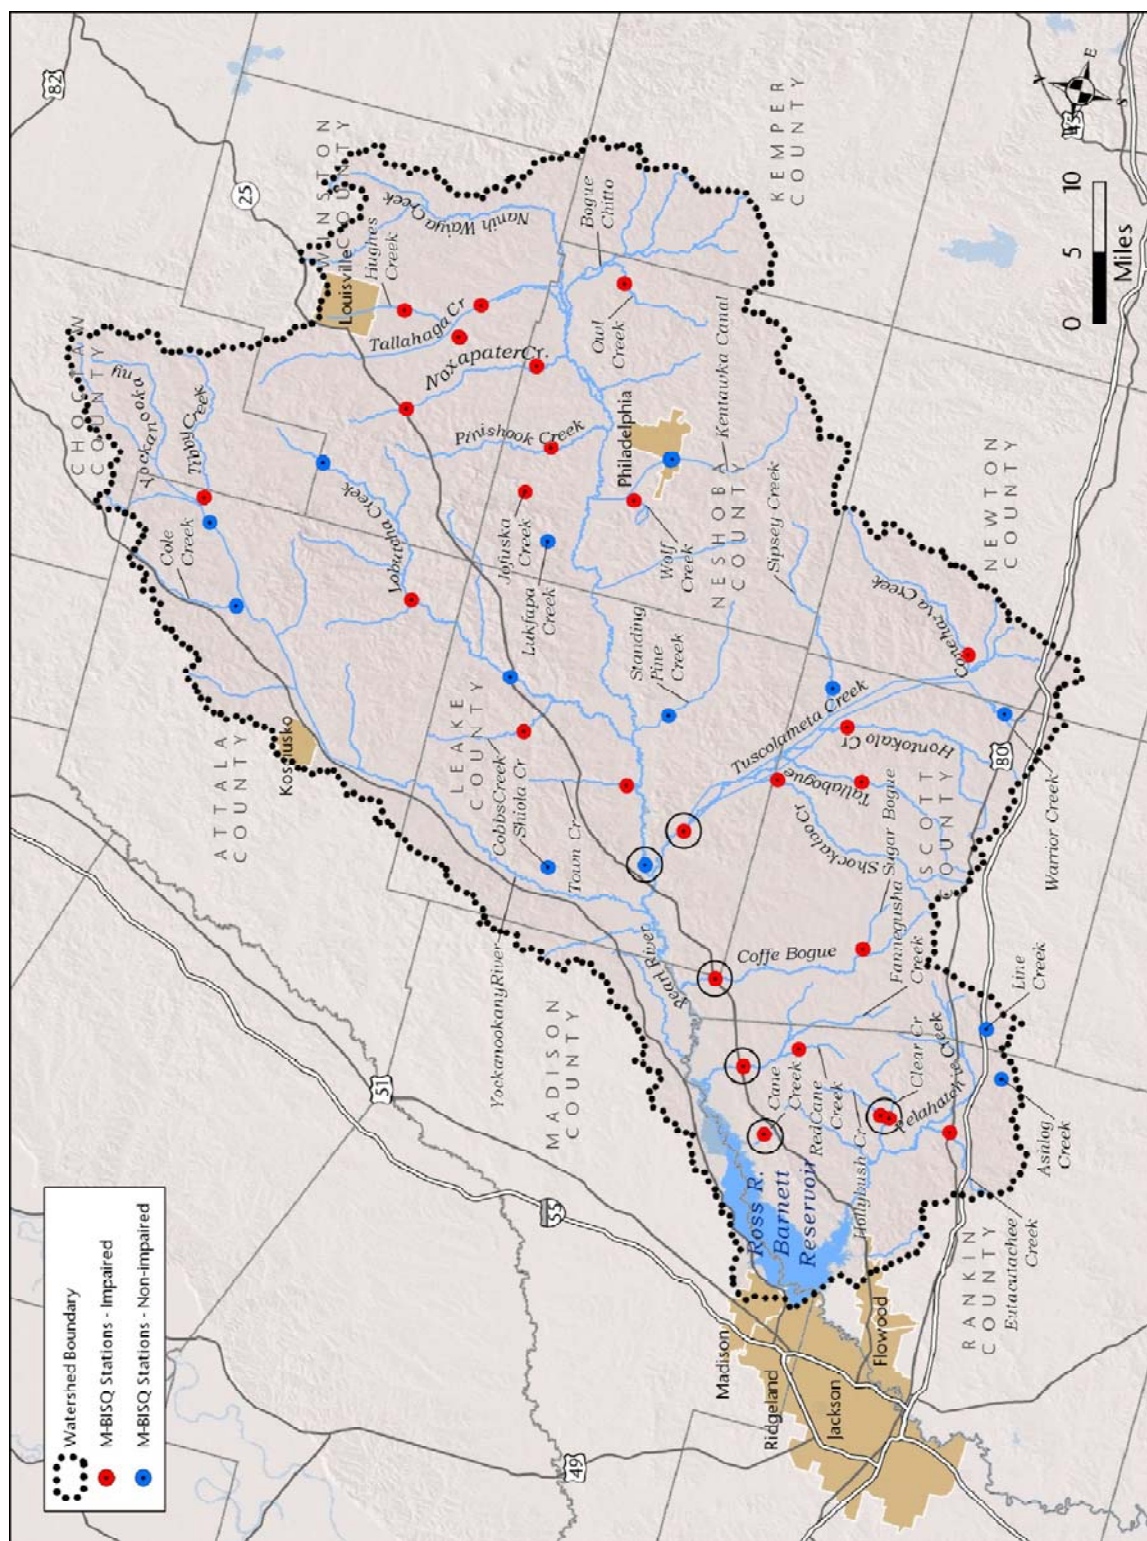 Watershed Boundary
M-BISQ Stations - Impaired
M-BISQ Stations - Non-Impaired
82
25
51
55
49
80
45
N
E
S
0 5 10
Miles
CHOCTAW
COUNTY
WINSTON
COUNTY
KEMPER
COUNTY
ATTALA
COUNTY
LEAKE
COUNTY
NESHOBA
COUNTY
NEWTON
COUNTY
MADISON
COUNTY
SCOTT
COUNTY
RANKIN
COUNTY
Louisville
Kosciusko
Philadelphia
Madison
Ridgeland
Jackson
Flowood
Yockanookany
Tibby Creek
Cole
Creek
Hughes
Creek
Nanih Waiya Creek
Tallahaga Cr
Noxapater Cr.
Bogue
Chitto
Owl
Creek
Pinishook Creek
Kentawka Canal
Lobutcha Creek
Jofuska
Creek
Lukfapa
Creek
Wolf
Creek
Sipsey Creek
Standing
Pine
Creek
Conehatta Creek
Tuscolameta Creek
Hontokalo Cr
Tallabogue
Shockaloo Cr
Sugar Bogue
Warrior Creek
CobbsCreek
Shiola Cr
Town Cr
YockanookanyRiver
Pearl River
Coffe Bogue
Fannegusha
Creek
Line
Creek
Cane
Creek
RedCane
Creek
Clear Cr
Pelahatchie Creek
Hollybush Cr
Ashlog
Creek
Eutacutachee
Creek
Ross R.
Barnett
Reservoir